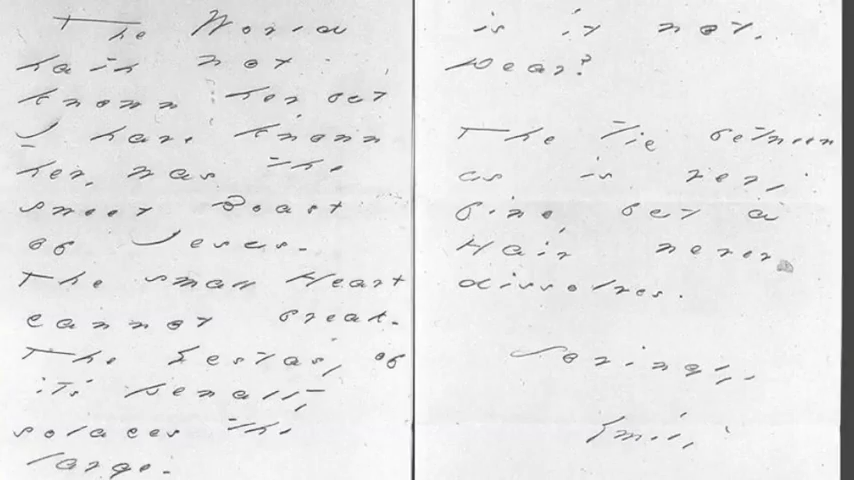 The World
hath not
known her but
I have known
her, was the
sweet Boast
of Jesus.
The small Heart
cannot break.
The Ecstasy of
its penalty
solaces the
large.
is it not,
Dear?
The Tie between
us is very
fine, but a
Hair never
dissolves.
Lovingly,
Emily